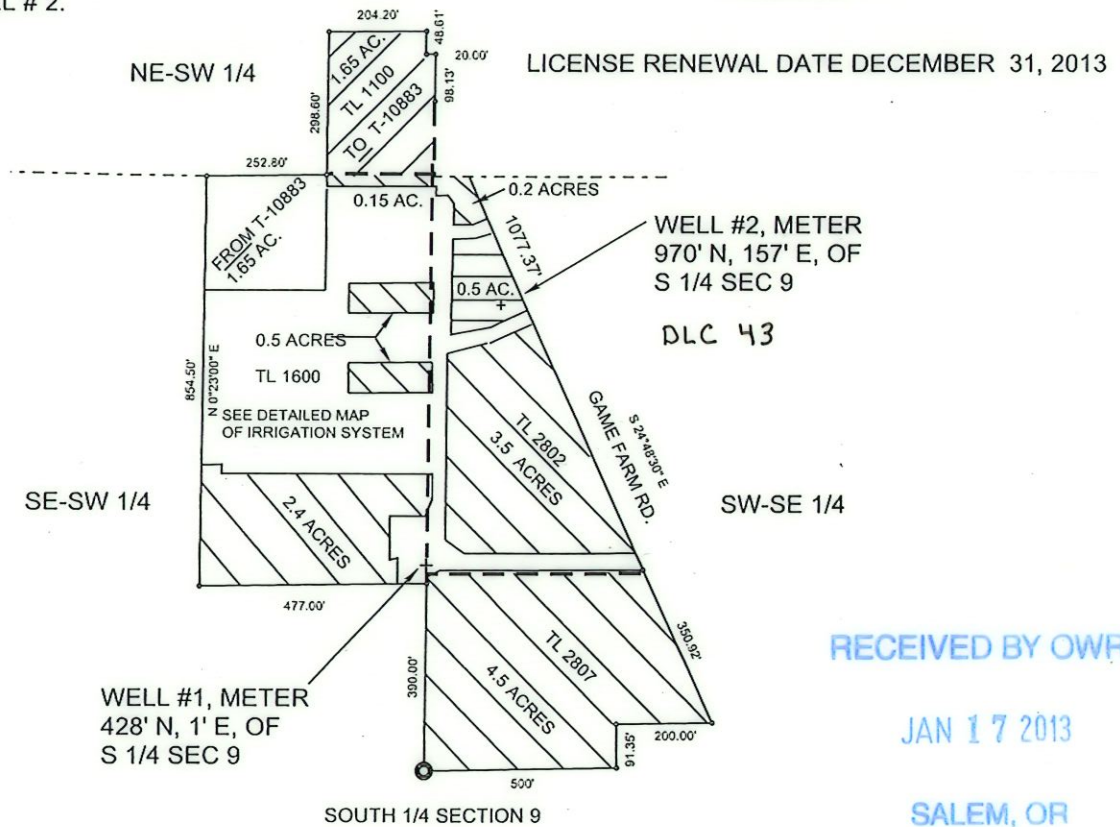 LL # 2.
204.20'
48.61'
20.00'
LICENSE RENEWAL DATE DECEMBER 31, 2013
NE-SW 1/4
1.65 AC.
TL 1100
TO T-10883
298.60'
98.13'
252.80'
0.2 ACRES
0.15 AC.
FROM T-10883
1.65 AC.
1077.37'
WELL #2, METER
970' N, 157' E, OF
S 1/4 SEC 9
0.5 AC.
DLC 43
0.5 ACRES
TL 1600
854.50'
N 0°23'00" E
SEE DETAILED MAP
OF IRRIGATION SYSTEM
TL 2802
3.5 ACRES
GAME FARM RD.
S 24°48'30" E
SE-SW 1/4
SW-SE 1/4
2.4 ACRES
477.00'
390.00'
TL 2807
4.5 ACRES
350.92'
WELL #1, METER
428' N, 1' E, OF
S 1/4 SEC 9
200.00'
91.35'
500'
SOUTH 1/4 SECTION 9
RECEIVED BY OWR
JAN 17 2013
SALEM, OR